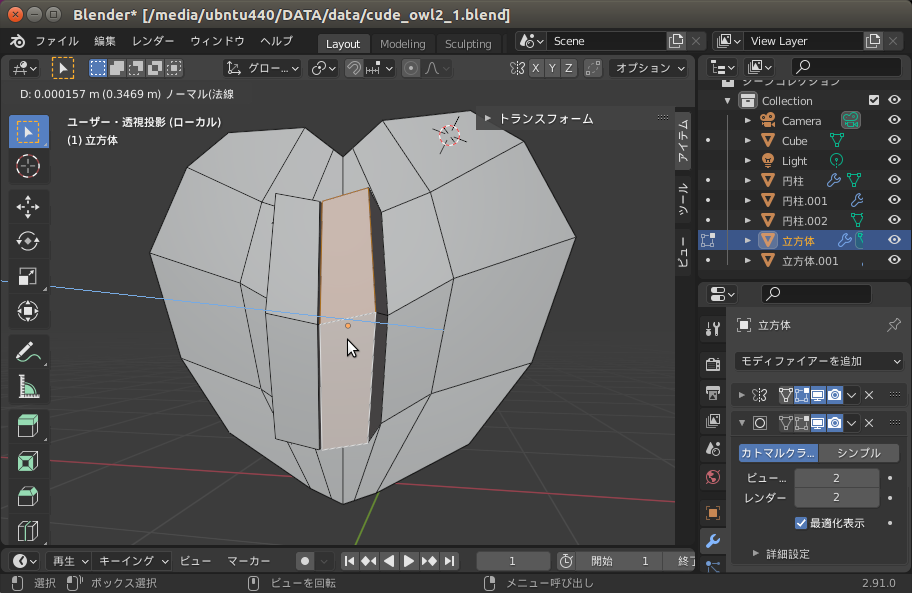 Blender* [/media/ubntu440/DATA/data/cude_owl2_1.blend]
ファイル 編集 レンダー ウィンドウ ヘルプ Layout Modeling Sculpting Scene View Layer
グロー... X Y Z オプション
D: 0.000157 m (0.3469 m) ノーマル(法線
ユーザー・透視投影 (ローカル)
(1) 立方体
トランスフォーム
アイテム
ツール
ビュー
シーンコレクション
Collection
Camera
Cube
Light
円柱
円柱.001
円柱.002
立方体
立方体.001
立方体
モディファイアーを追加
カトマルクラ... シンプル
ビュー... 2
レンダー 2
最適化表示
詳細設定
再生 キーイング ビュー マーカー 1 開始 1 終了
選択 ボックス選択 ビューを回転 メニュー呼び出し 2.91.0